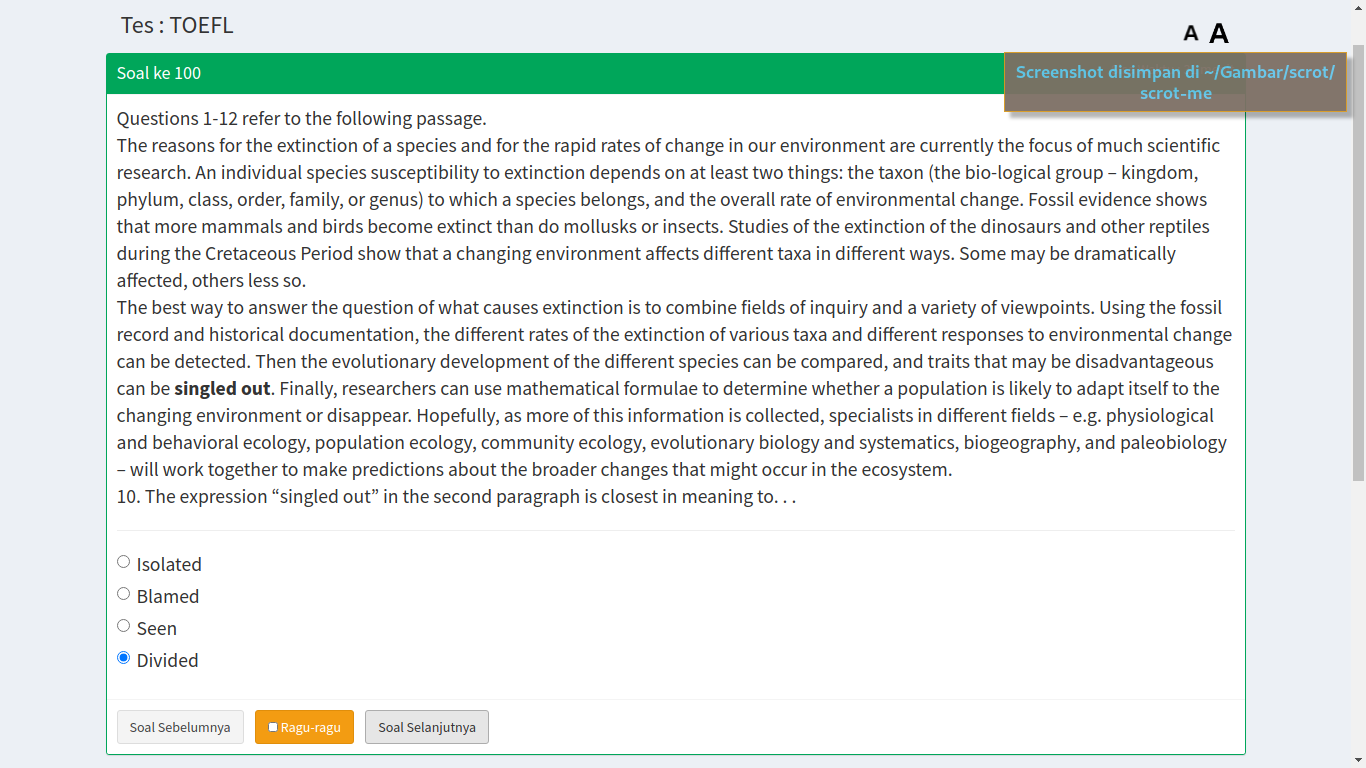 Tes : TOEFL
A A
Soal ke 100
Screenshot disimpan di ~/Gambar/scrot/
scrot-me
Questions 1-12 refer to the following passage.
The reasons for the extinction of a species and for the rapid rates of change in our environment are currently the focus of much scientific
research. An individual species susceptibility to extinction depends on at least two things: the taxon (the bio-logical group – kingdom,
phylum, class, order, family, or genus) to which a species belongs, and the overall rate of environmental change. Fossil evidence shows
that more mammals and birds become extinct than do mollusks or insects. Studies of the extinction of the dinosaurs and other reptiles
during the Cretaceous Period show that a changing environment affects different taxa in different ways. Some may be dramatically
affected, others less so.
The best way to answer the question of what causes extinction is to combine fields of inquiry and a variety of viewpoints. Using the fossil
record and historical documentation, the different rates of the extinction of various taxa and different responses to environmental change
can be detected. Then the evolutionary development of the different species can be compared, and traits that may be disadvantageous
can be singled out. Finally, researchers can use mathematical formulae to determine whether a population is likely to adapt itself to the
changing environment or disappear. Hopefully, as more of this information is collected, specialists in different fields – e.g. physiological
and behavioral ecology, population ecology, community ecology, evolutionary biology and systematics, biogeography, and paleobiology
– will work together to make predictions about the broader changes that might occur in the ecosystem.
10. The expression “singled out” in the second paragraph is closest in meaning to. . .
Isolated
Blamed
Seen
Divided
Soal Sebelumnya
Ragu-ragu
Soal Selanjutnya